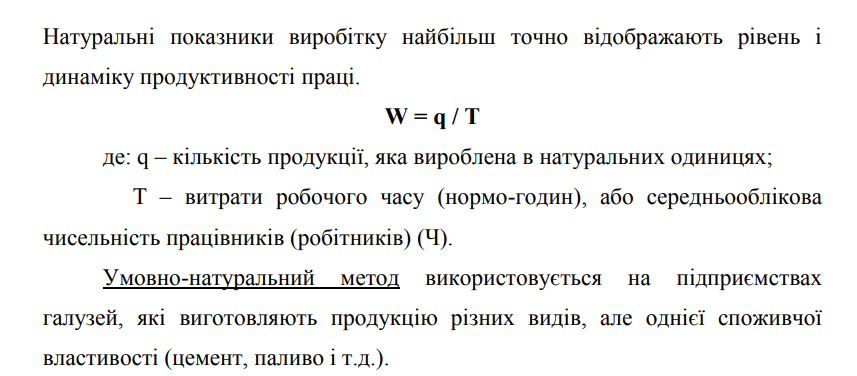 Натуральні показники виробітку найбільш точно відображають рівень і
динаміку продуктивності праці.
W = q / T
де: q – кількість продукції, яка вироблена в натуральних одиницях;
Т – витрати робочого часу (нормо-годин), або середньооблікова
чисельність працівників (робітників) (Ч).
Умовно-натуральний метод використовується на підприємствах
галузей, які виготовляють продукцію різних видів, але однієї споживчої
властивості (цемент, паливо і т.д.).